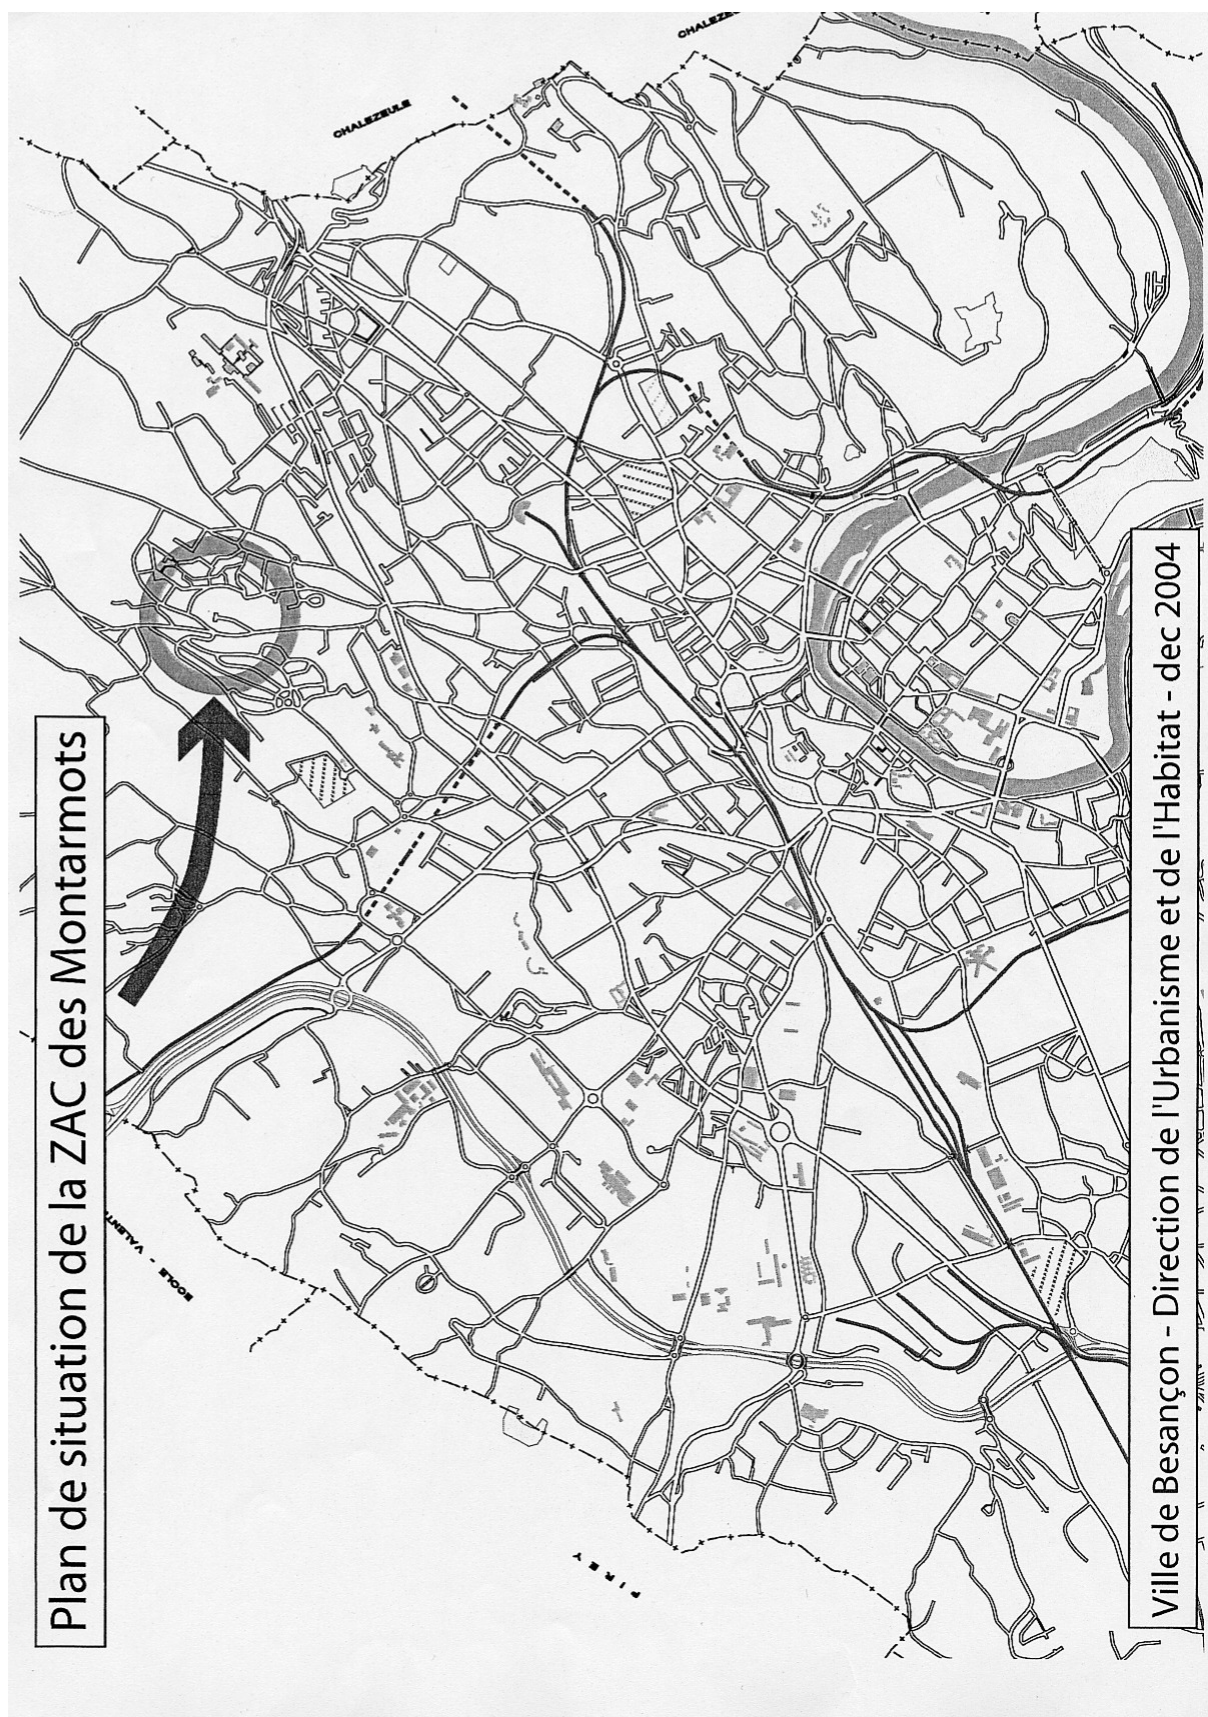 Plan de situation de la ZAC des Montarmots
CHALEZEULE
PIREY
Ville de Besançon - Direction de l'Urbanisme et de l'Habitat - dec 2004